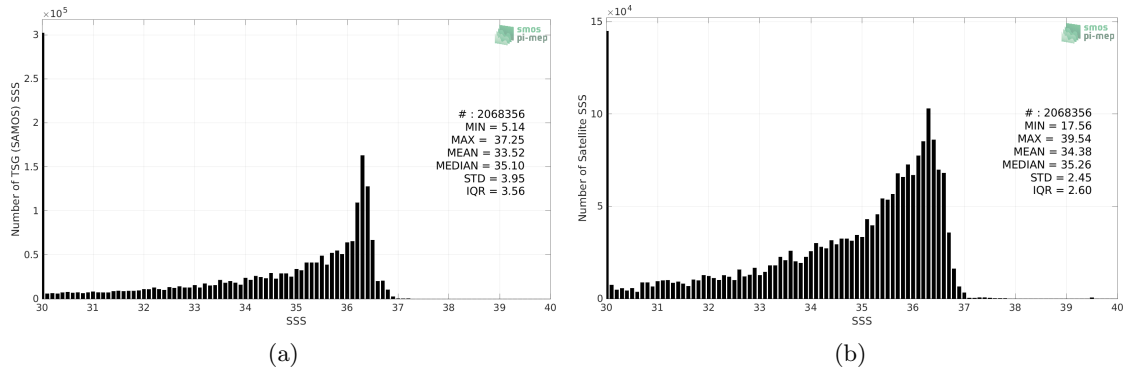 ×10⁵
smos
pi-mep
3
2.5
2
1.5
1
0.5
0
Number of TSG (SAMOS) SSS
# : 2068356
MIN = 5.14
MAX = 37.25
MEAN = 33.52
MEDIAN = 35.10
STD = 3.95
IQR = 3.56
30 31 32 33 34 35 36 37 38 39 40
SSS
(a)
×10⁴
smos
pi-mep
15
10
5
0
Number of Satellite SSS
# : 2068356
MIN = 17.56
MAX = 39.54
MEAN = 34.38
MEDIAN = 35.26
STD = 2.45
IQR = 2.60
30 31 32 33 34 35 36 37 38 39 40
SSS
(b)